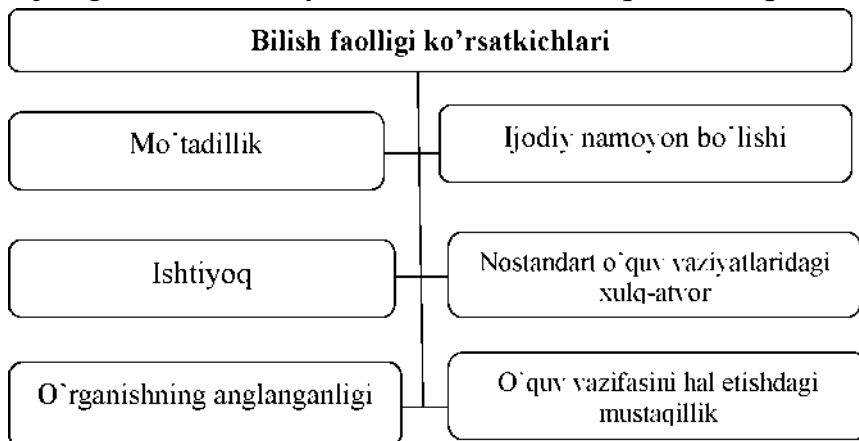 Bilish faolligi ko’rsatkichlari
Mo`tadillik
Ijodiy namoyon bo`lishi
Ishtiyoq
Nostandart o`quv vaziyatlaridagi
xulq-atvor
O`rganishning anglanganligi
O`quv vazifasini hal etishdagi
mustaqillik